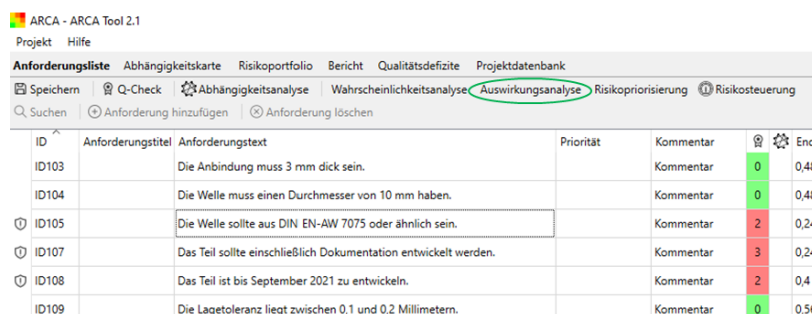 ARCA - ARCA Tool 2.1
Projekt Hilfe
Anforderungsliste Abhängigkeitskarte Risikoportfolio Bericht Qualitätsdefizite Projektdatenbank
Speichern Q-Check Abhängigkeitsanalyse Wahrscheinlichkeitsanalyse Auswirkungsanalyse Risikopriorisierung Risikosteuerung
Suchen Anforderung hinzufügen Anforderung löschen
ID Anforderungstitel Anforderungstext Priorität Kommentar
ID103 Die Anbindung muss 3 mm dick sein. Kommentar 0 0,48
ID104 Die Welle muss einen Durchmesser von 10 mm haben. Kommentar 0 0,48
ID105 Die Welle sollte aus DIN EN-AW 7075 oder ähnlich sein. Kommentar 2 0,24
ID107 Das Teil sollte einschließlich Dokumentation entwickelt werden. Kommentar 3 0,24
ID108 Das Teil ist bis September 2021 zu entwickeln. Kommentar 2 0,4
ID109 Die Lagetoleranz liegt zwischen 0,1 und 0,2 Millimetern. Kommentar 0